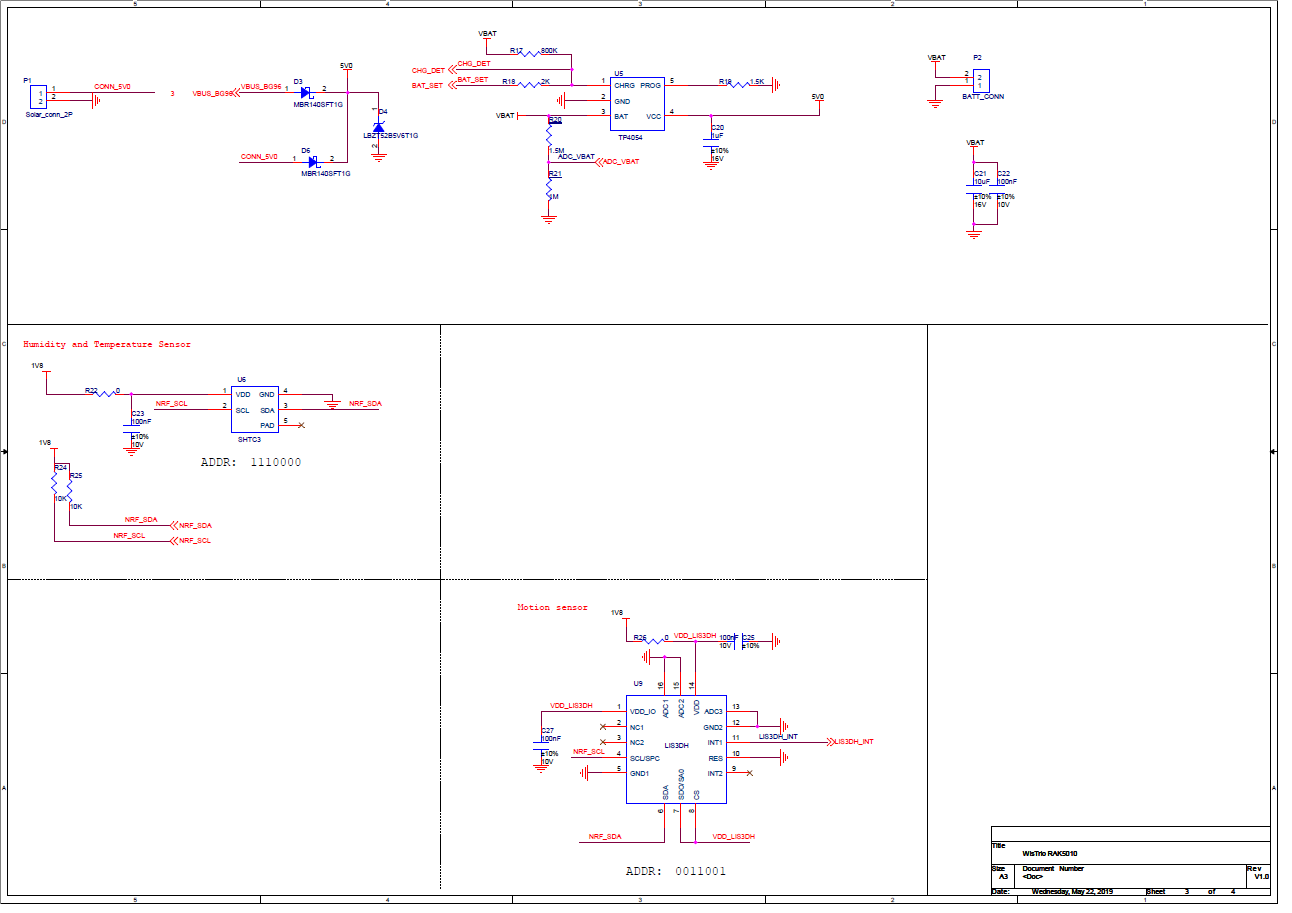 5 4 3 2 1
VBAT
R17 800K
CHG_DET CHG_DET
BAT_SET BAT_SET
R18 2K
U5
1 CHRG PROG 5
2 GND
3 BAT VCC 4
TP4054
R19 1.5K
5V0
C20
1uF
±10%
16V
VBAT
R20
1.5M
ADC_VBAT ADC_VBAT
R21
1M
P1
1 1
2 2
Solar_conn_2P
CONN_5V0
3
VBUS_BG96 VBUS_BG96
1 D3 2
MBR140SFT1G
5V0
1 D4
LBZT52B5V6T1G
2
CONN_5V0
1 D5 2
MBR140SFT1G
VBAT P2
2 2
1 1
BATT_CONN
VBAT
C21 C22
10uF 100nF
±10% ±10%
16V 10V
Humidity and Temperature Sensor
1V8
R22 0
U6
1 VDD GND 4
2 SCL SDA 3
PAD 5
SHTC3
NRF_SCL
NRF_SDA
C23
100nF
±10%
10V
ADDR: 1110000
1V8
R24
R25
10K
10K
NRF_SDA NRF_SDA
NRF_SCL NRF_SCL
Motion sensor
1V8
R26 0 VDD_LIS3DH 100nF C25
10V ±10%
U9
16 15 14
ADC1 ADC2 VDD
VDD_LIS3DH
1 VDD_IO ADC3 13
2 NC1 GND2 12
3 NC2 INT1 11
4 SCL/SPC RES 10
5 GND1 INT2 9
LIS3DH
SDA SDO/SA0 CS
6 7 8
C27
100nF
±10%
10V
NRF_SCL
LIS3DH_INT LIS3DH_INT
NRF_SDA VDD_LIS3DH
ADDR: 0011001
D D
C C
B B
A A
Title
WisTrio RAK5010
Size Document Number Rev
A3 <Doc> V1.0
Date: Wednesday, May 22, 2019 Sheet 3 of 4
5 4 3 2 1